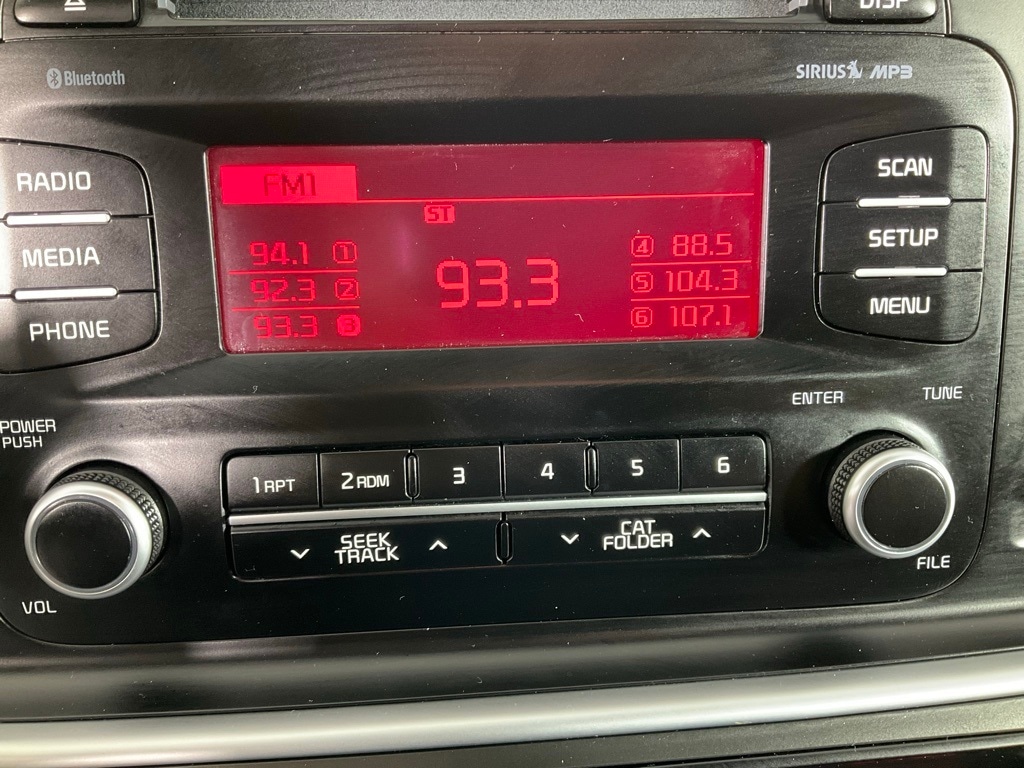 DISP
Bluetooth
SIRIUS MP3
RADIO
MEDIA
PHONE
FM1
ST
94.1 1
92.3 2
93.3 3
93.3
4 88.5
5 104.3
6 107.1
SCAN
SETUP
MENU
POWER
PUSH
VOL
1 RPT
2 RDM
3
4
5
6
SEEK
TRACK
CAT
FOLDER
ENTER
TUNE
FILE